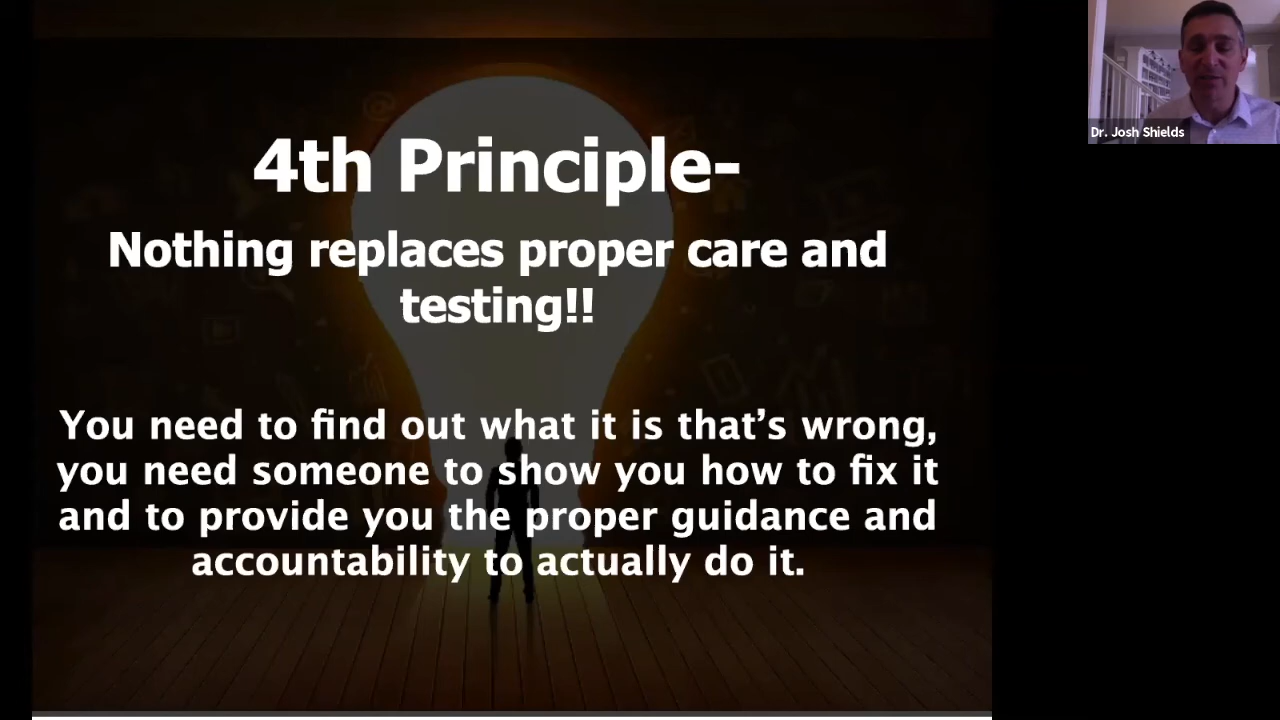 4th Principle-
Nothing replaces proper care and
testing!!
You need to find out what it is that’s wrong,
you need someone to show you how to fix it
and to provide you the proper guidance and
accountability to actually do it.
Dr. Josh Shields